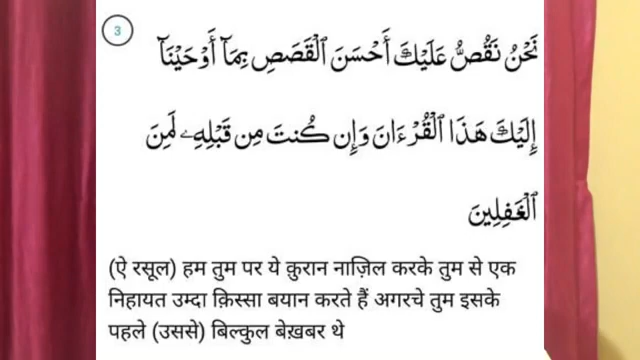 3
نَحْنُ نَقُصُّ عَلَيْكَ أَحْسَنَ ٱلْقَصَصِ بِمَآ أَوْحَيْنَآ
إِلَيْكَ هَٰذَا ٱلْقُرْءَانَ وَإِن كُنتَ مِن قَبْلِهِۦ لَمِنَ
ٱلْغَٰفِلِينَ
(ऐ रसूल) हम तुम पर ये क़ुरान नाज़िल करके तुम से एक
निहायत उम्दा क़िस्सा बयान करते हैं अगरचे तुम इसके
पहले (उससे) बिल्कुल बेख़बर थे